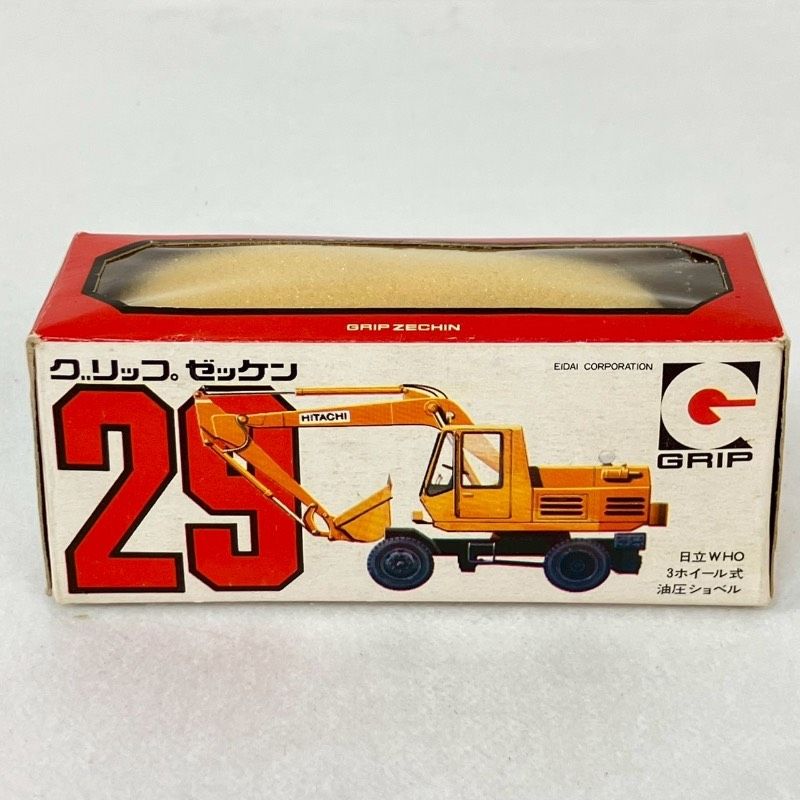 GRIP ZECHIN
グリップ ゼッケン
29
EIDAI CORPORATION
HITACHI
GRIP
日立WHO
3ホイール式
油圧ショベル